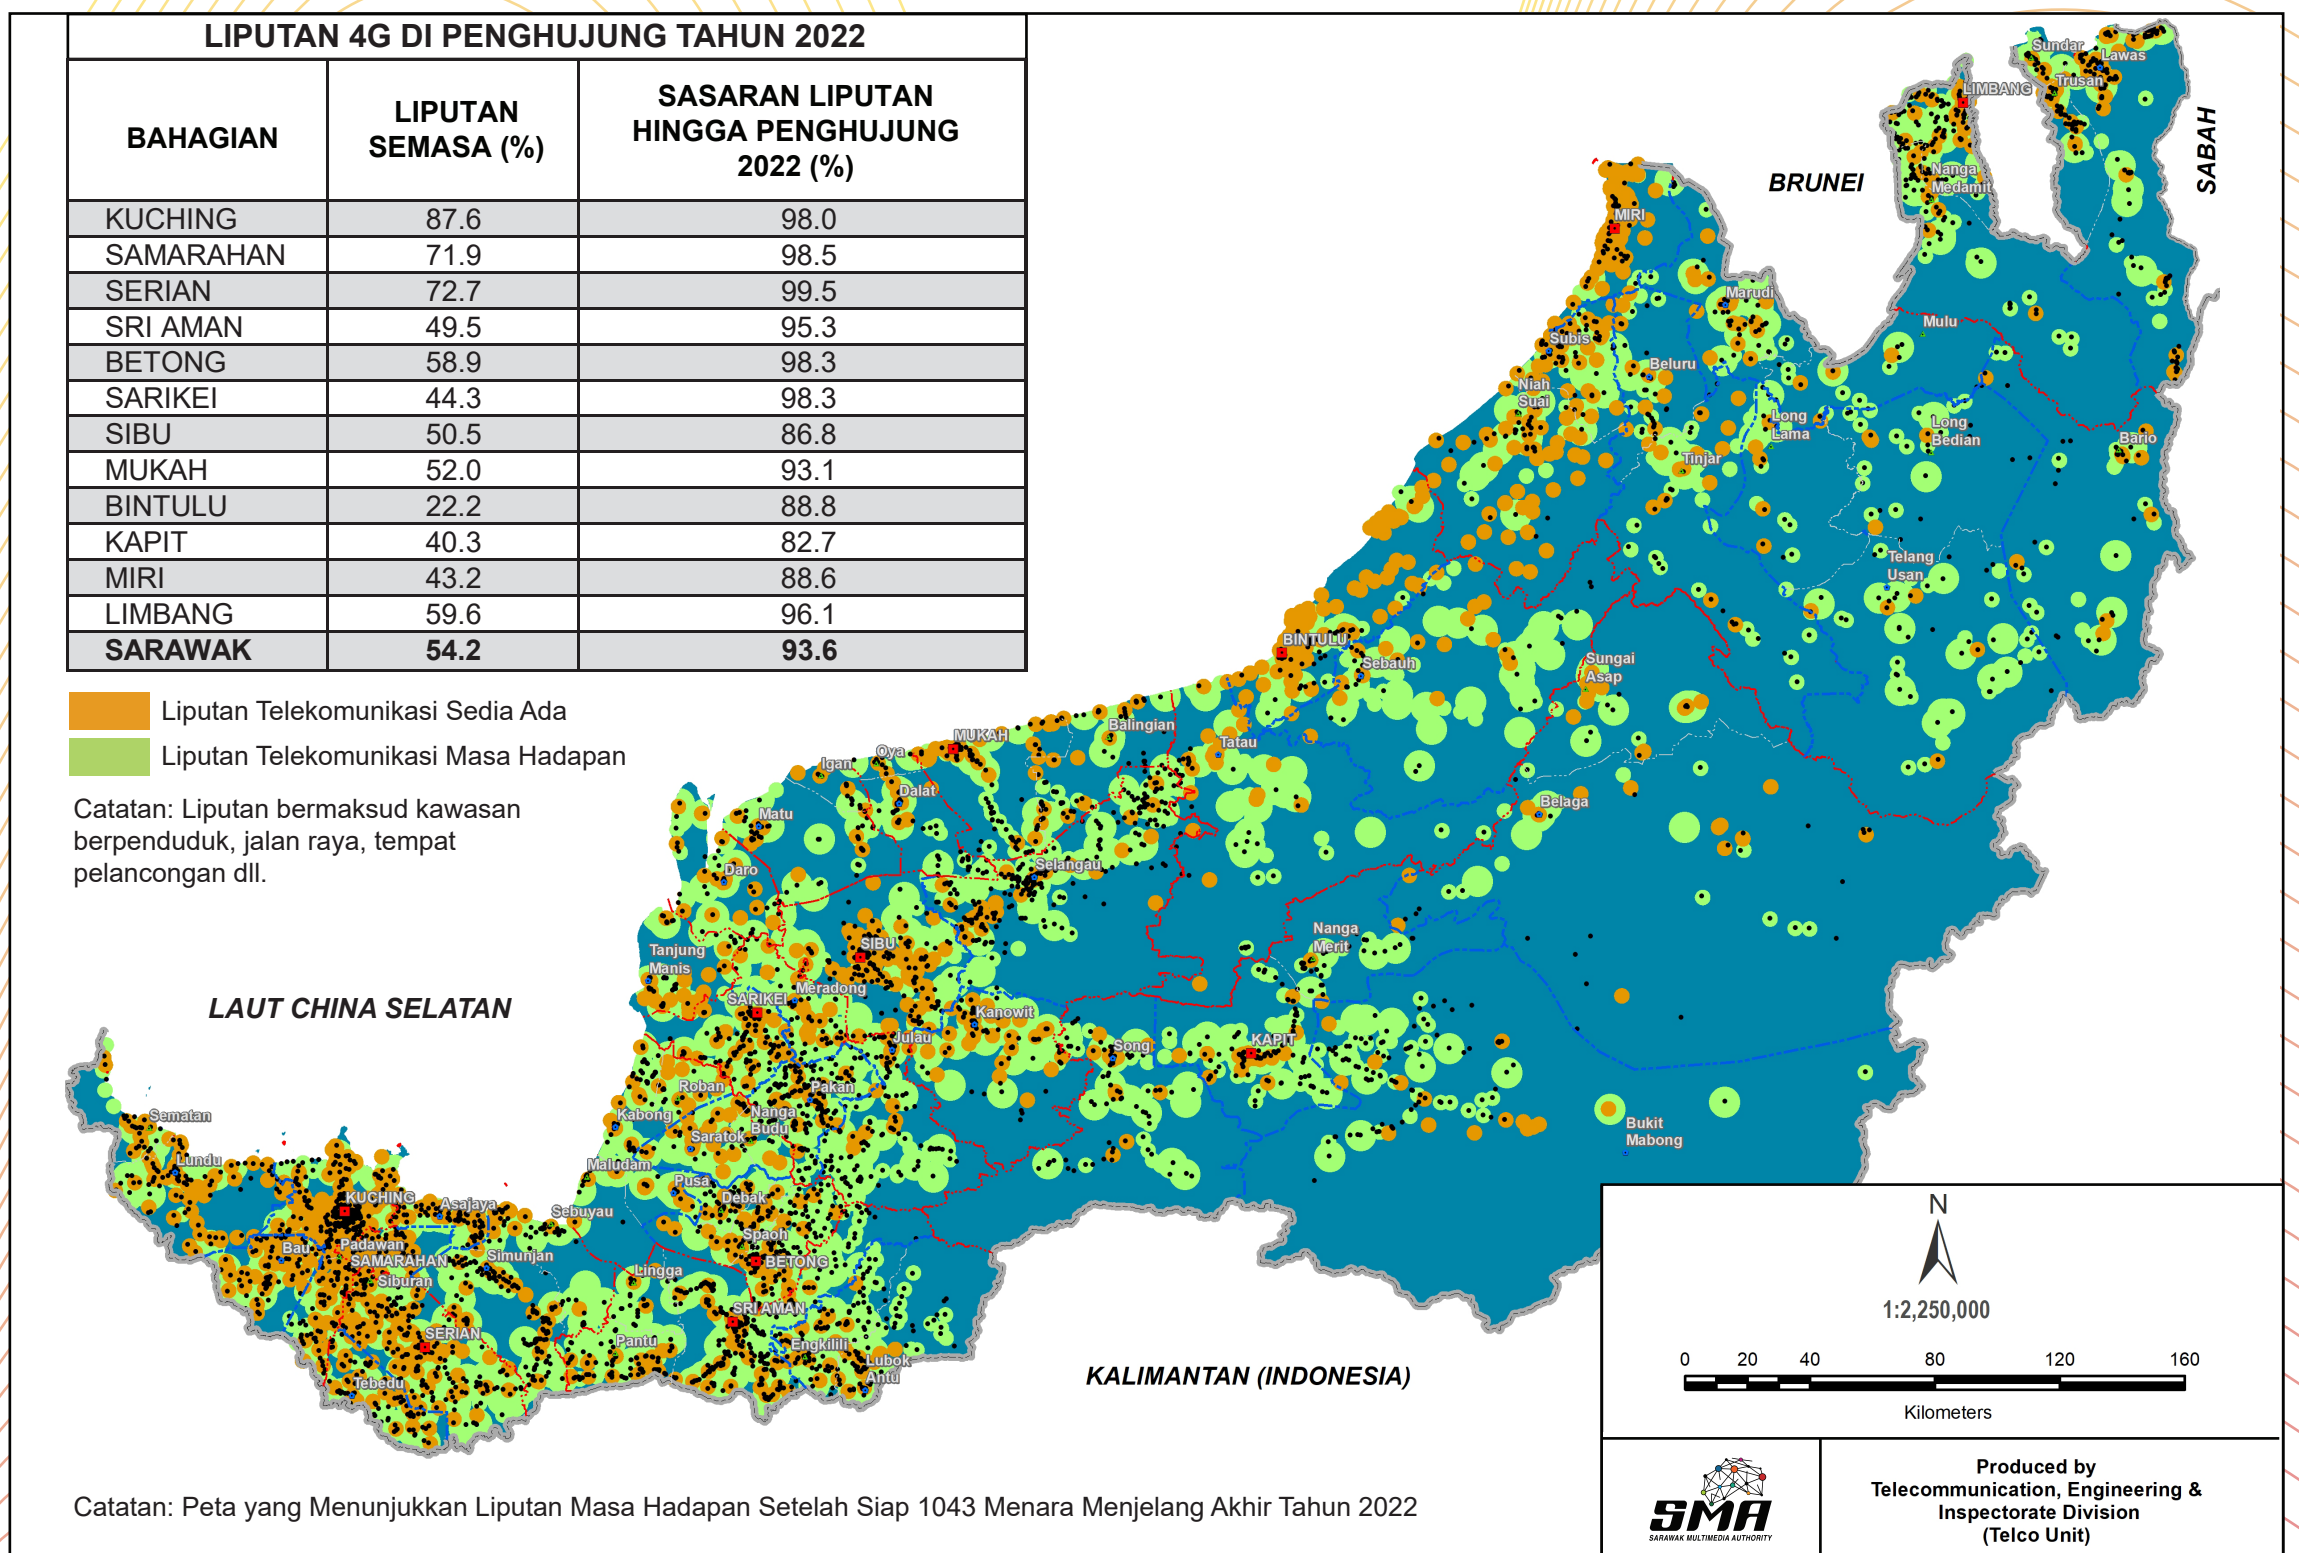 LIPUTAN 4G DI PENGHUJUNG TAHUN 2022
BAHAGIAN
LIPUTAN
SEMASA (%)
SASARAN LIPUTAN
HINGGA PENGHUJUNG
2022 (%)
KUCHING 87.6 98.0
SAMARAHAN 71.9 98.5
SERIAN 72.7 99.5
SRI AMAN 49.5 95.3
BETONG 58.9 98.3
SARIKEI 44.3 98.3
SIBU 50.5 86.8
MUKAH 52.0 93.1
BINTULU 22.2 88.8
KAPIT 40.3 82.7
MIRI 43.2 88.6
LIMBANG 59.6 96.1
SARAWAK 54.2 93.6
Liputan Telekomunikasi Sedia Ada
Liputan Telekomunikasi Masa Hadapan
Catatan: Liputan bermaksud kawasan
berpenduduk, jalan raya, tempat
pelancongan dll.
Sundar
Lawas
Trusan
LIMBANG
SABAH
BRUNEI
Nanga
Medamit
MIRI
Marudi
Mulu
Subis
Beluru
Niah
Suai
Long
Lama
Long
Bedian
Bario
Tinjar
Telang
Usan
BINTULU
Sebauh
Sungai
Asap
Balingian
MUKAH
Tatau
Oya
Igan
Dalat
Belaga
Matu
Selangau
Daro
Nanga
Merit
SIBU
Tanjung
Manis
Meradong
SARIKEI
LAUT CHINA SELATAN
Kanowit
Julau
Song
KAPIT
Roban
Pakan
Kabong
Nanga
Budu
Saratok
Bukit
Mabong
Sematan
Lundu
Maludam
Pusa
Debak
KUCHING
Asajaya
Sebuyau
Spaoh
Bau
Padawan
SAMARAHAN
Simunjan
BETONG
Siburan
Lingga
SRI AMAN
SERIAN
Pantu
Engkilili
Lubok
Antu
Tebedu
KALIMANTAN (INDONESIA)
N
1:2,250,000
0 20 40 80 120 160
Kilometers
SMA
SARAWAK MULTIMEDIA AUTHORITY
Produced by
Telecommunication, Engineering &
Inspectorate Division
(Telco Unit)
Catatan: Peta yang Menunjukkan Liputan Masa Hadapan Setelah Siap 1043 Menara Menjelang Akhir Tahun 2022